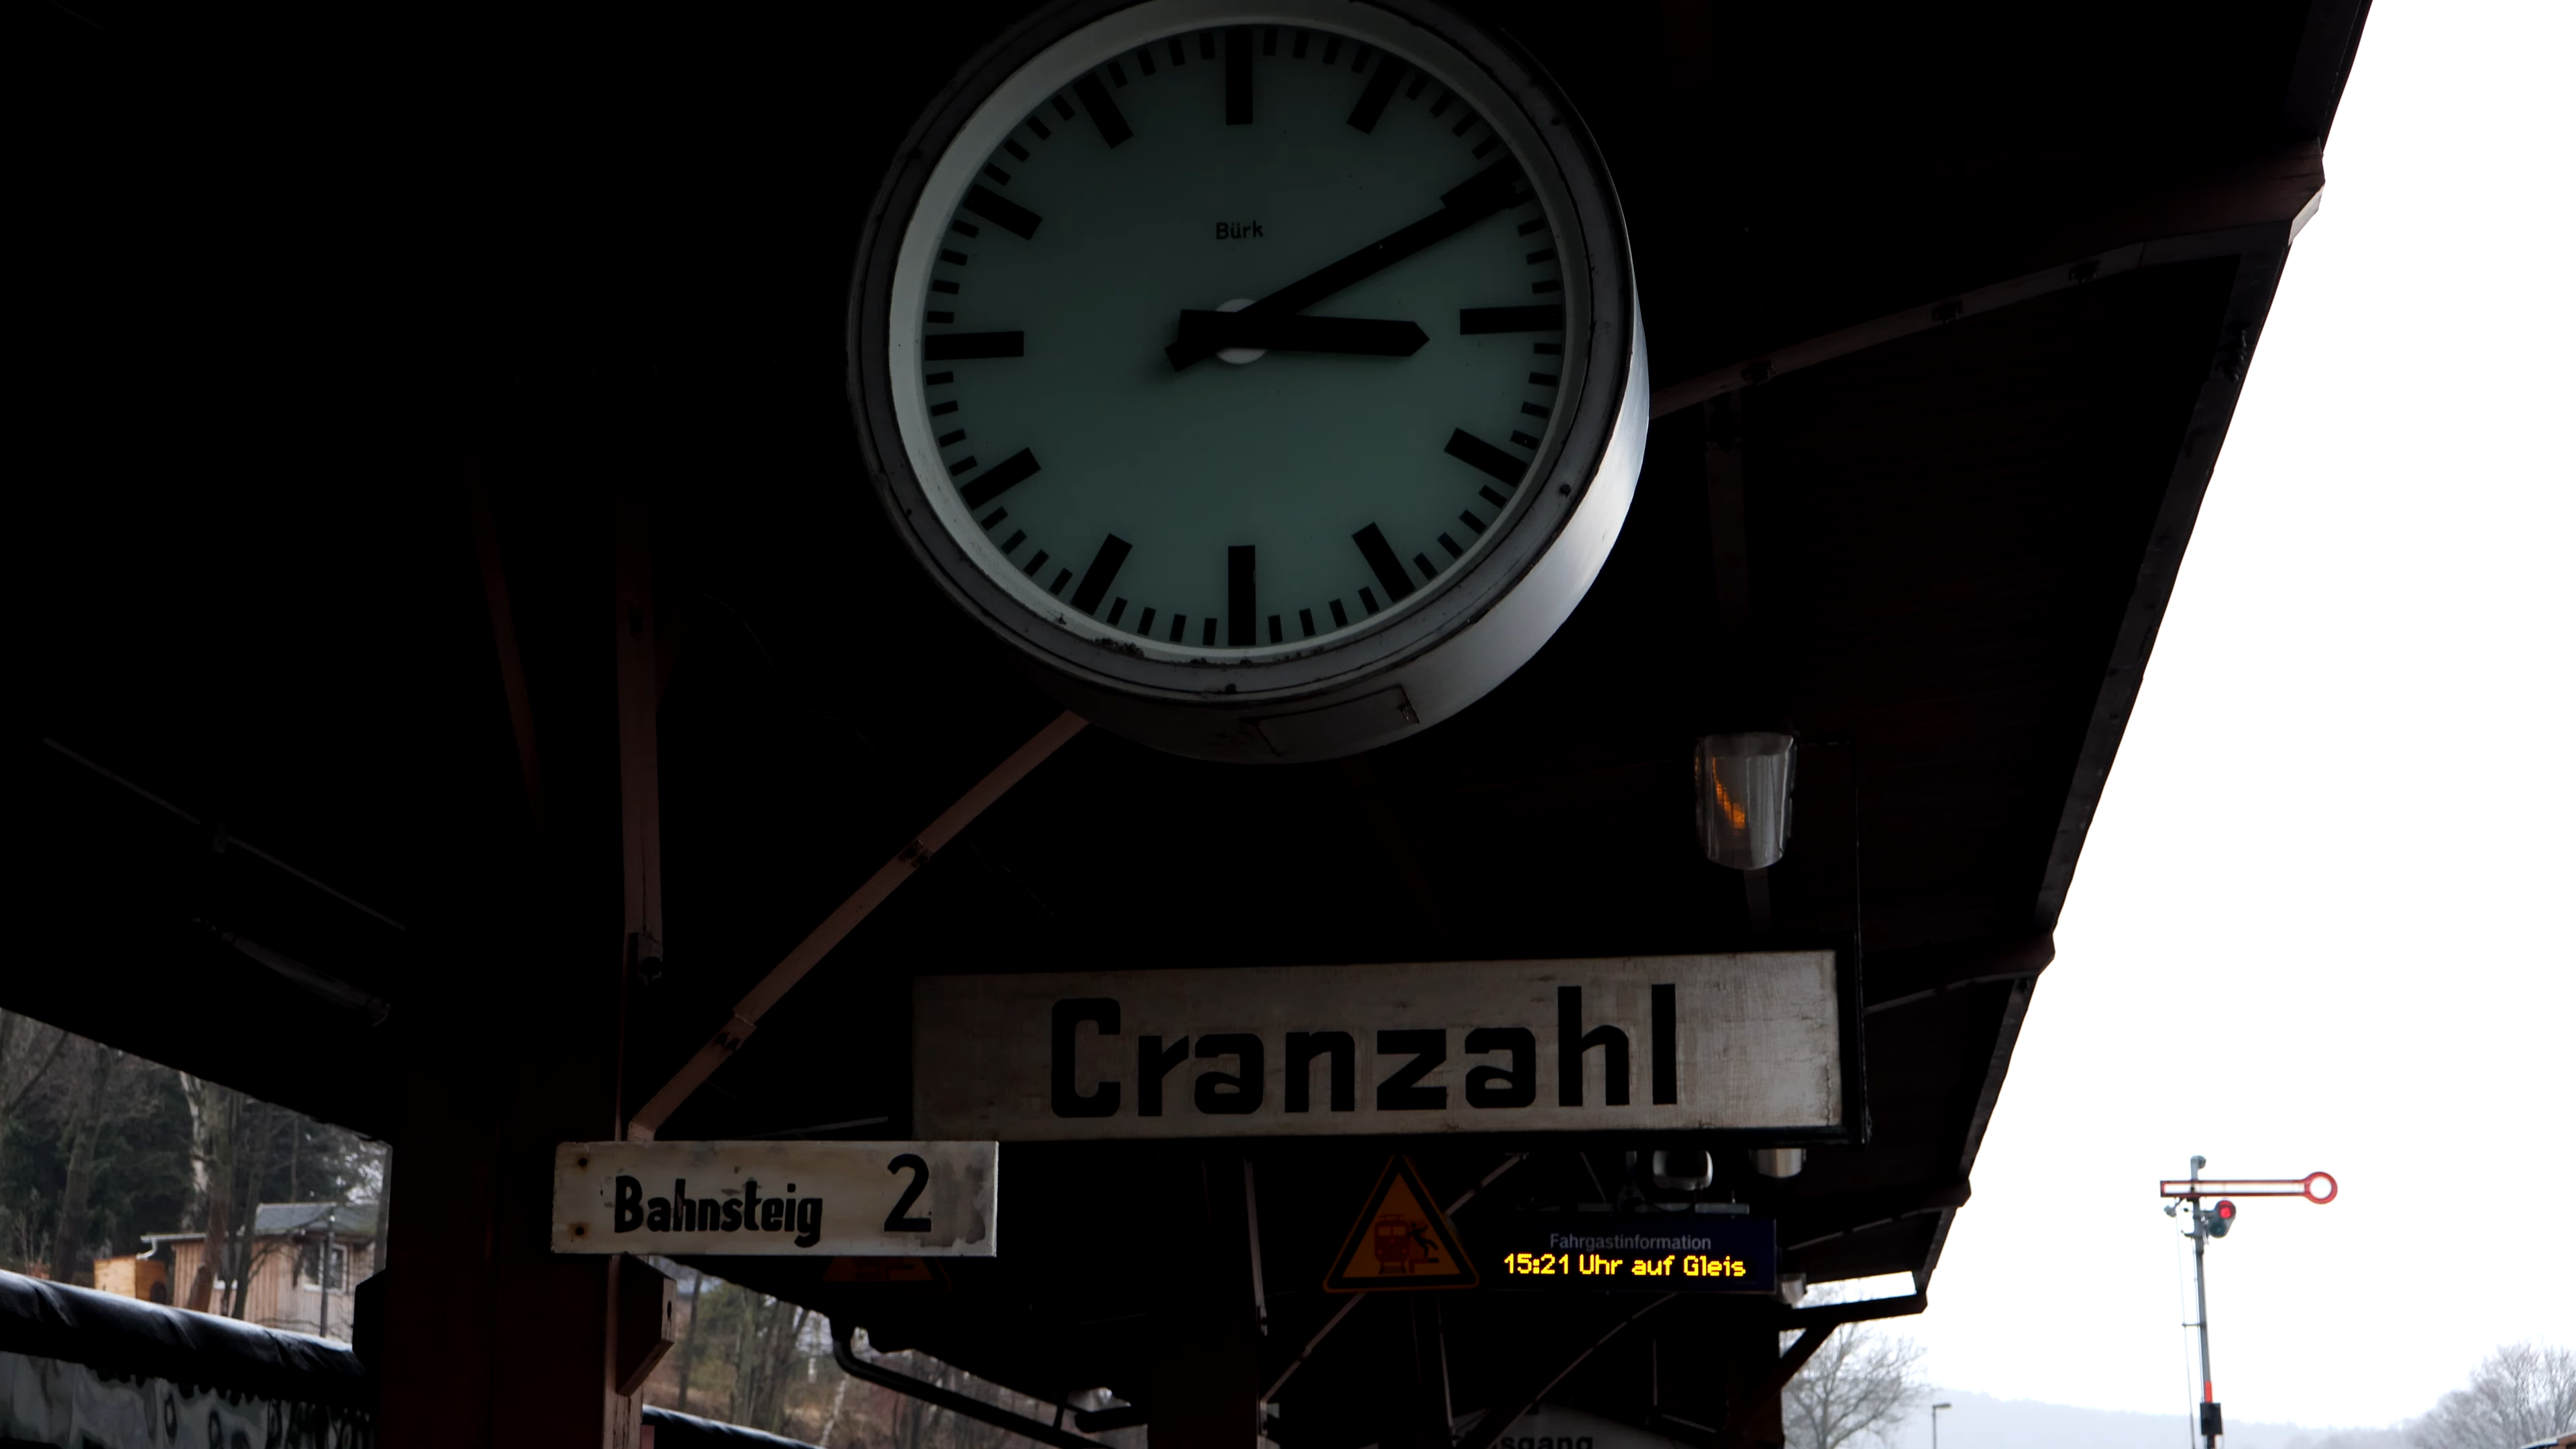 Bürk
Cranzahl
Bahnsteig 2
Fahrgastinformation
15:21 Uhr auf Gleis